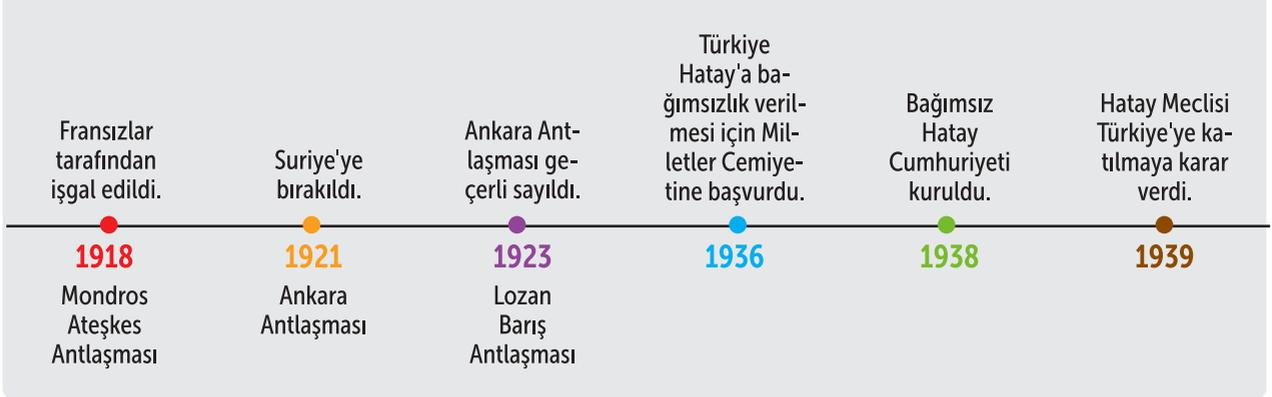 Fransızlar
tarafından
işgal edildi.
1918
Mondros
Ateşkes
Antlaşması
Suriye'ye
bırakıldı.
1921
Ankara
Antlaşması
Ankara Ant-
laşması ge-
çerli sayıldı.
1923
Lozan
Barış
Antlaşması
Türkiye
Hatay'a ba-
ğımsızlık veril-
mesi için Mil-
letler Cemiye-
tine başvurdu.
1936
Bağımsız
Hatay
Cumhuriyeti
kuruldu.
1938
Hatay Meclisi
Türkiye'ye ka-
tılmaya karar
verdi.
1939